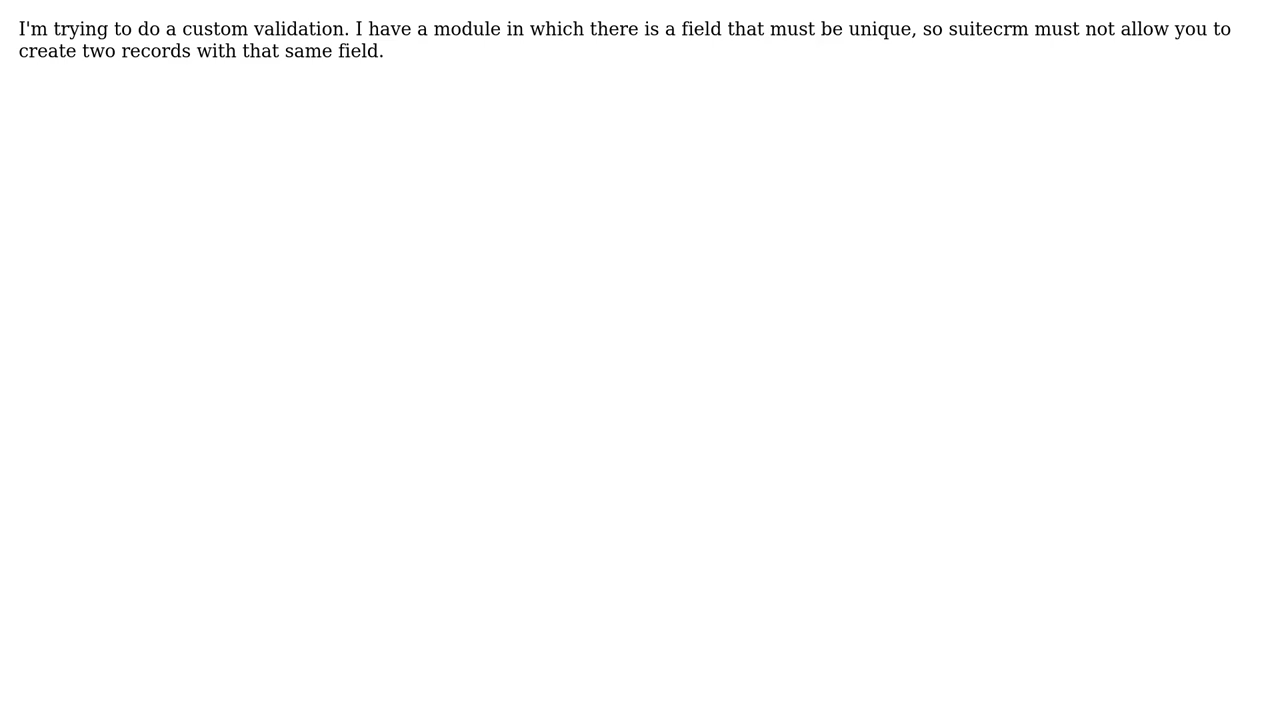 I'm trying to do a custom validation. I have a module in which there is a field that must be unique, so suitecrm must not allow you to
create two records with that same field.